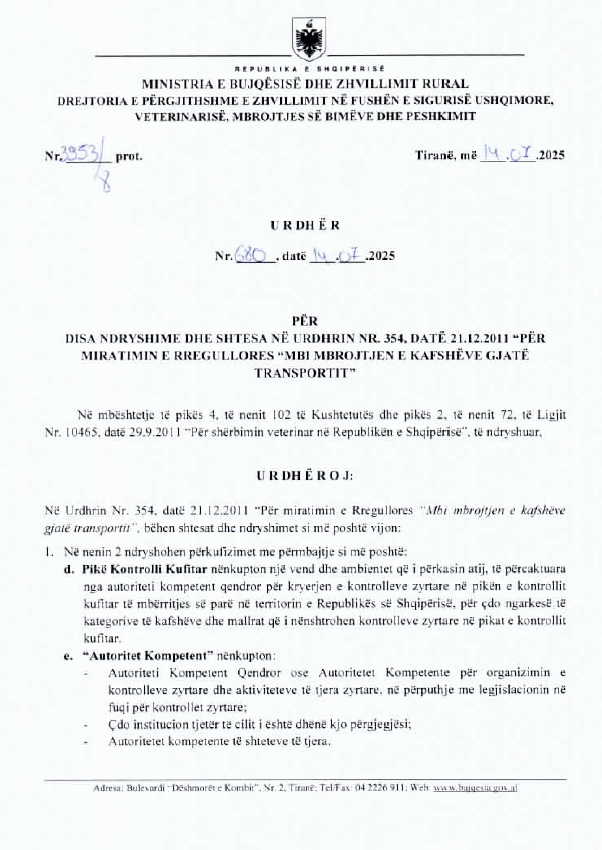 REPUBLIKA E SHQIPËRISË
MINISTRIA E BUJQËSISË DHE ZHVILLIMIT RURAL
DREJTORIA E PËRGJITHSHME E ZHVILLIMIT NË FUSHËN E SIGURISË USHQIMORE,
VETERINARISË, MBROJTJES SË BIMËVE DHE PESHKIMIT
Nr. 3953/8 prot. Tiranë, më 14.07.2025
U R DH Ë R
Nr. 680, datë 14.07.2025
PËR
DISA NDRYSHIME DHE SHTESA NË URDHRIN NR. 354, DATË 21.12.2011 “PËR
MIRATIMIN E RREGULLORES “MBI MBROJTJEN E KAFSHËVE GJATË
TRANSPORTIT”
Në mbështetje të pikës 4, të nenit 102 të Kushtetutës dhe pikës 2, të nenit 72, të Ligjit
Nr. 10465, datë 29.9.2011 “Për shërbimin veterinar në Republikën e Shqipërisë”, të ndryshuar,
U R DH Ë R O J:
Në Urdhrin Nr. 354, datë 21.12.2011 “Për miratimin e Rregullores “Mbi mbrojtjen e kafshëve
gjatë transportit”, bëhen shtesat dhe ndryshimet si më poshtë vijon:
1. Në nenin 2 ndryshohen përkufizimet me përmbajtje si më poshtë:
d. Pikë Kontrolli Kufitar nënkupton një vend dhe ambientet që i përkasin atij, të përcaktuara
nga autoriteti kompetent qendror për kryerjen e kontrolleve zyrtare në pikën e kontrollit
kufitar të mbërritjes së parë në territorin e Republikës së Shqipërisë, për çdo ngarkesë të
kategorive të kafshëve dhe mallrat që i nënshtrohen kontrolleve zyrtare në pikat e kontrollit
kufitar.
e. “Autoritet Kompetent” nënkupton:
- Autoriteti Kompetent Qendror ose Autoritetet Kompetente për organizimin e
kontrolleve zyrtare dhe aktiviteteve të tjera zyrtare, në përputhje me legjislacionin në
fuqi për kontrollet zyrtare;
- Çdo institucion tjetër të cilit i është dhënë kjo përgjegjësi;
- Autoritetet kompetente të shteteve të tjera.
Adresa: Bulevardi “Dëshmorët e Kombit”, Nr. 2, Tiranë; Tel/Fax: 04 2226 911; Web: www.bujqesia.gov.al